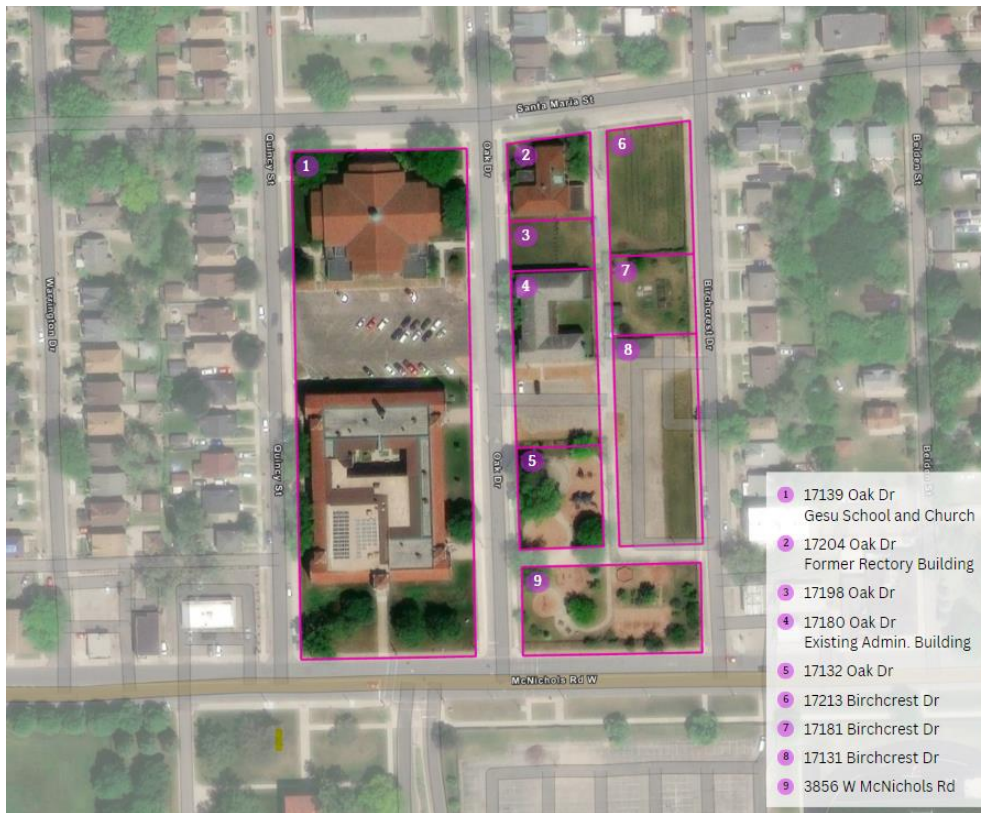 Santa Maria St
Quincy St
Oak Dr
Belden St
Warrington Dr
Birchcrest Dr
Quincy St
Oak Dr
McNichols Rd W
1
2
3
4
5
6
7
8
9
1 17139 Oak Dr
Gesu School and Church
2 17204 Oak Dr
Former Rectory Building
3 17198 Oak Dr
4 17180 Oak Dr
Existing Admin. Building
5 17132 Oak Dr
6 17213 Birchcrest Dr
7 17181 Birchcrest Dr
8 17131 Birchcrest Dr
9 3856 W McNichols Rd